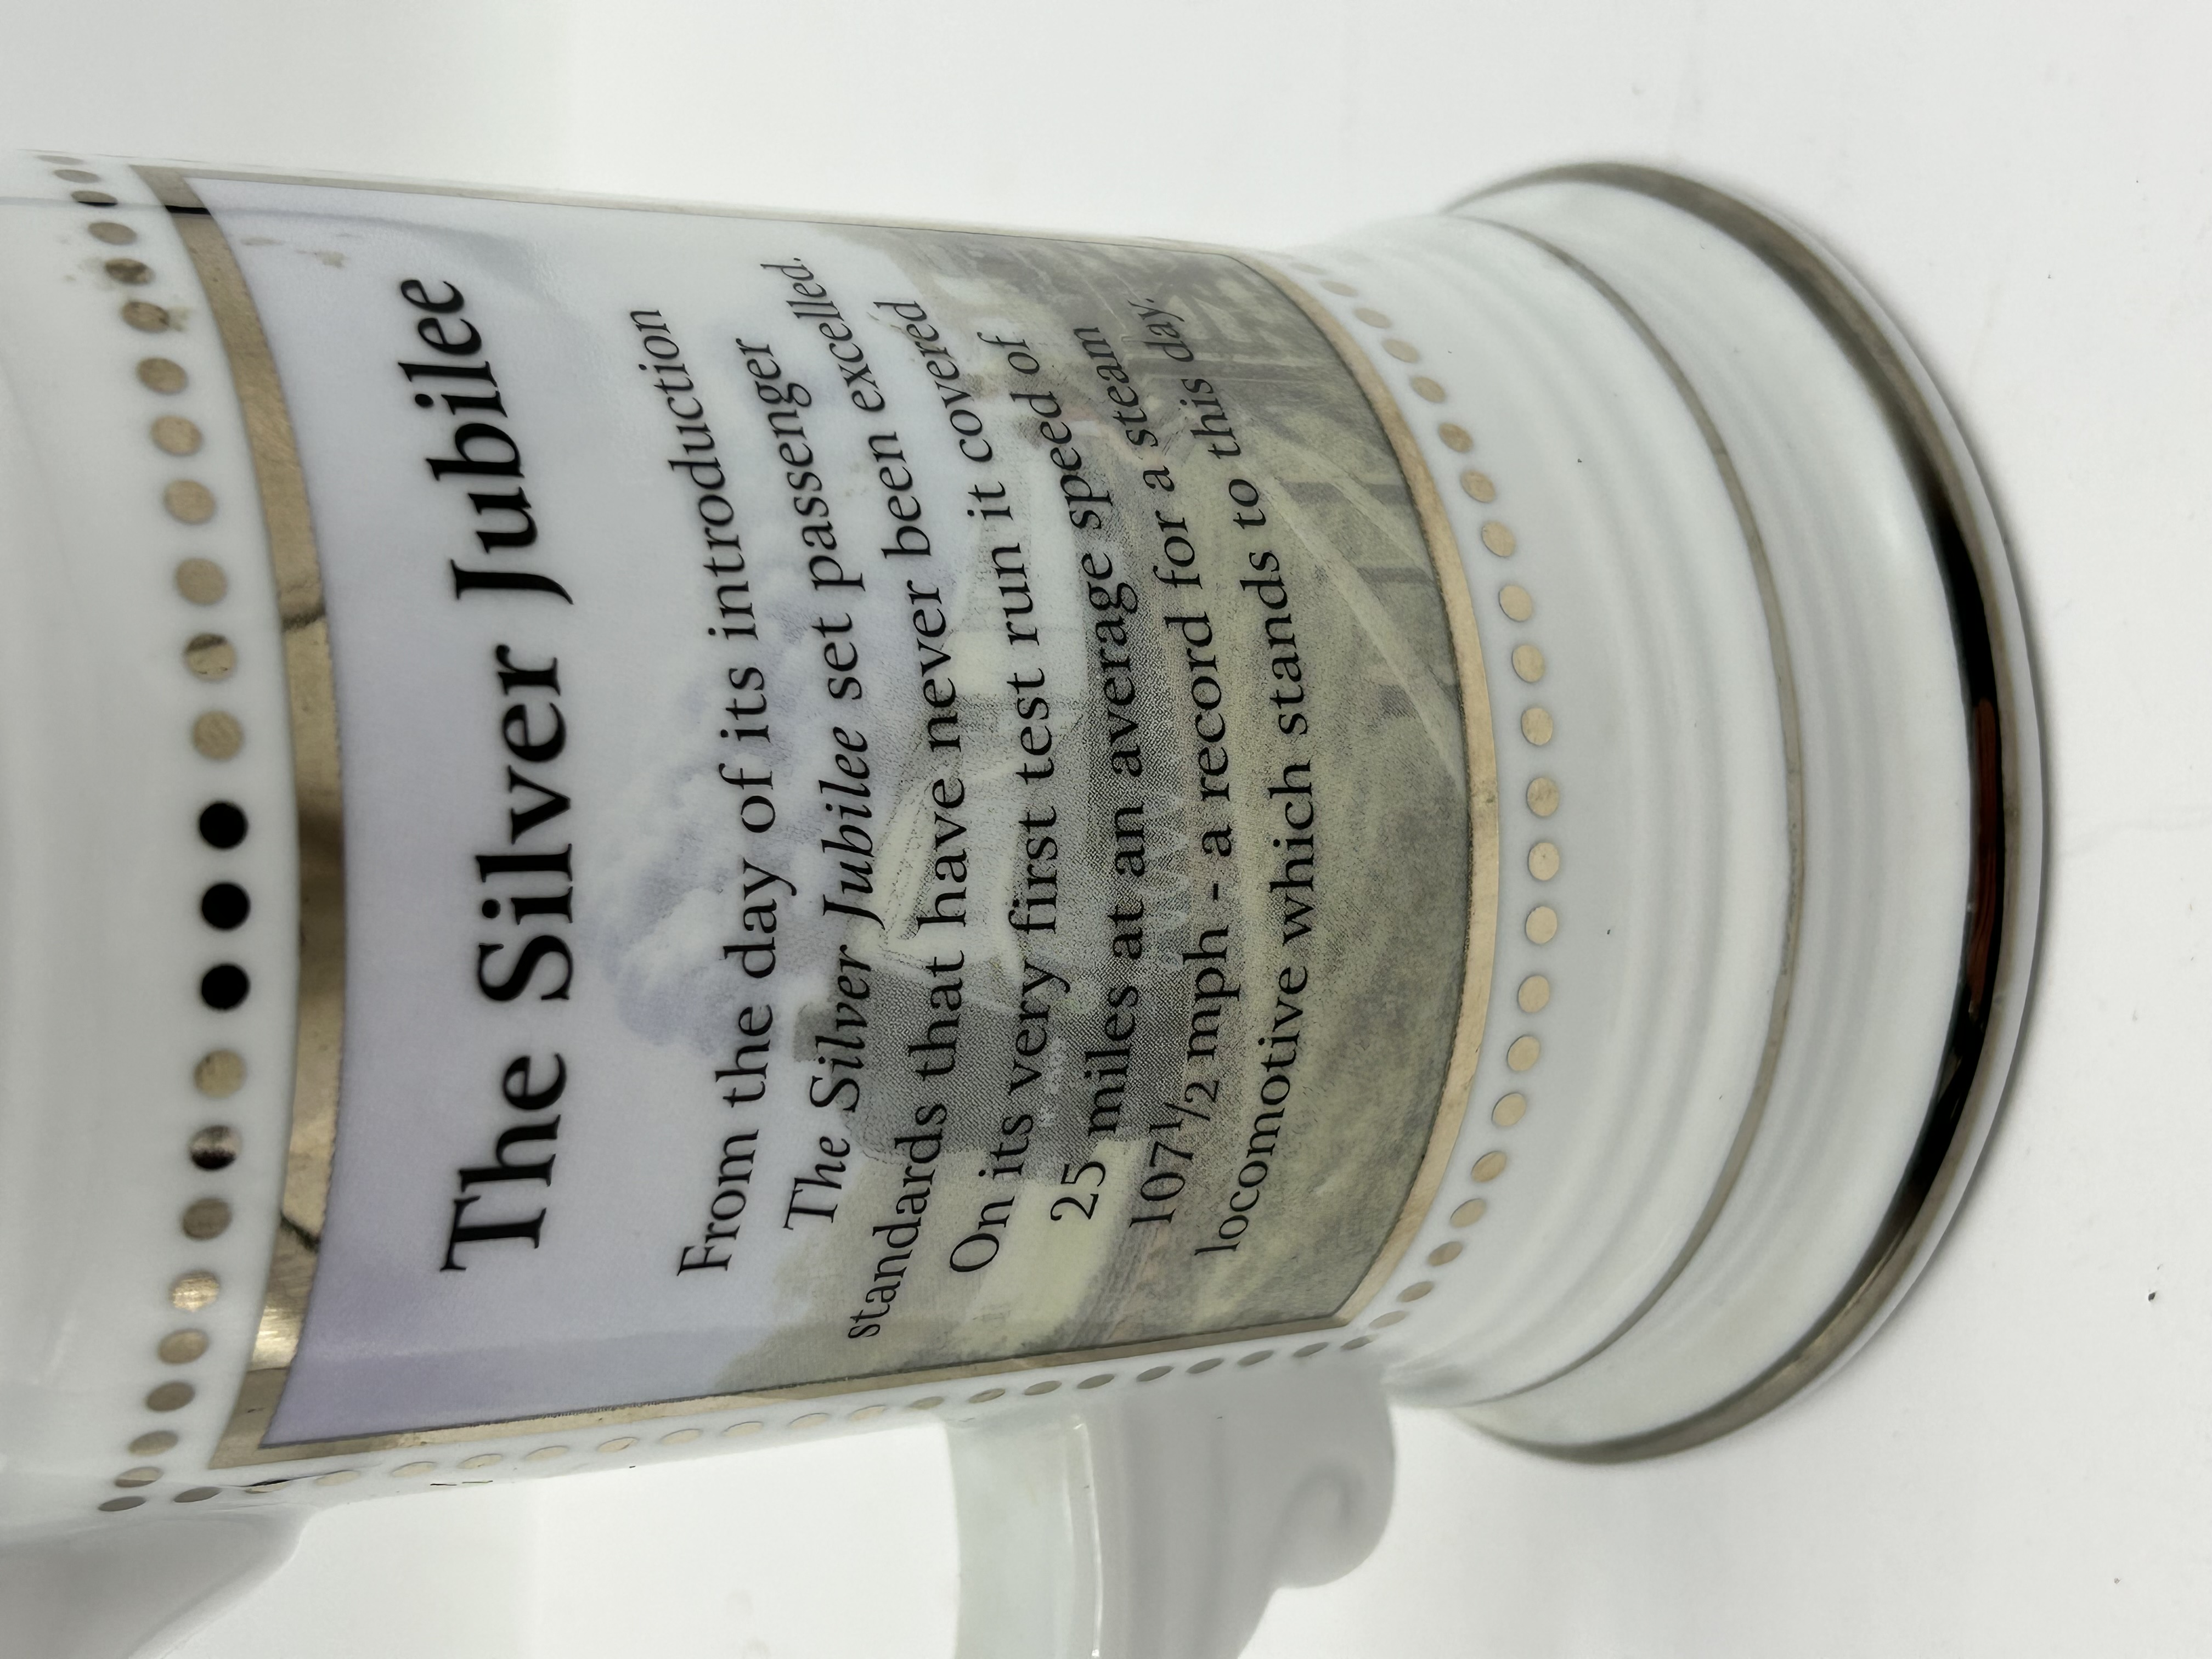 The Silver Jubilee
From the day of its introduction
The Silver Jubilee set passenger
standards that have never been excelled.
On its very first test run it covered
25 miles at an average speed of
107½ mph - a record for a steam
locomotive which stands to this day.